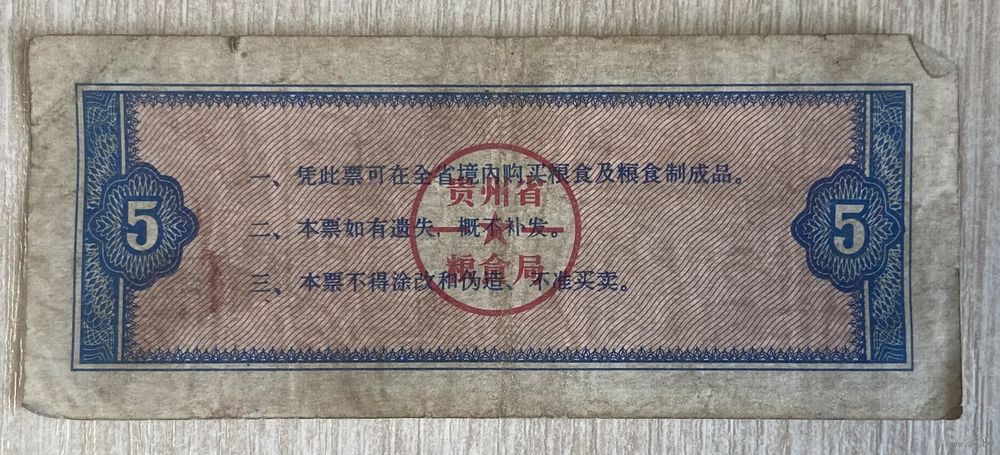 一、凭此票可在全省境内购买粮食及粮食制成品。
二、本票如有遗失，概不补发。
三、本票不得涂改和伪造、不准买卖。
贵州省
粮食局
5
5